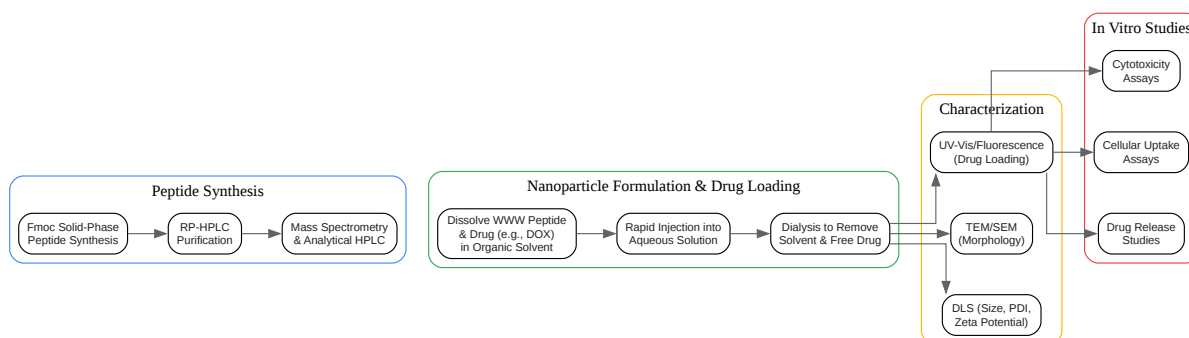 Peptide Synthesis
Fmoc Solid-Phase
Peptide Synthesis
RP-HPLC
Purification
Mass Spectrometry
& Analytical HPLC
Nanoparticle Formulation & Drug Loading
Dissolve WWW Peptide
& Drug (e.g., DOX)
in Organic Solvent
Rapid Injection into
Aqueous Solution
Dialysis to Remove
Solvent & Free Drug
Characterization
UV-Vis/Fluorescence
(Drug Loading)
TEM/SEM
(Morphology)
DLS (Size, PDI,
Zeta Potential)
In Vitro Studies
Cytotoxicity
Assays
Cellular Uptake
Assays
Drug Release
Studies